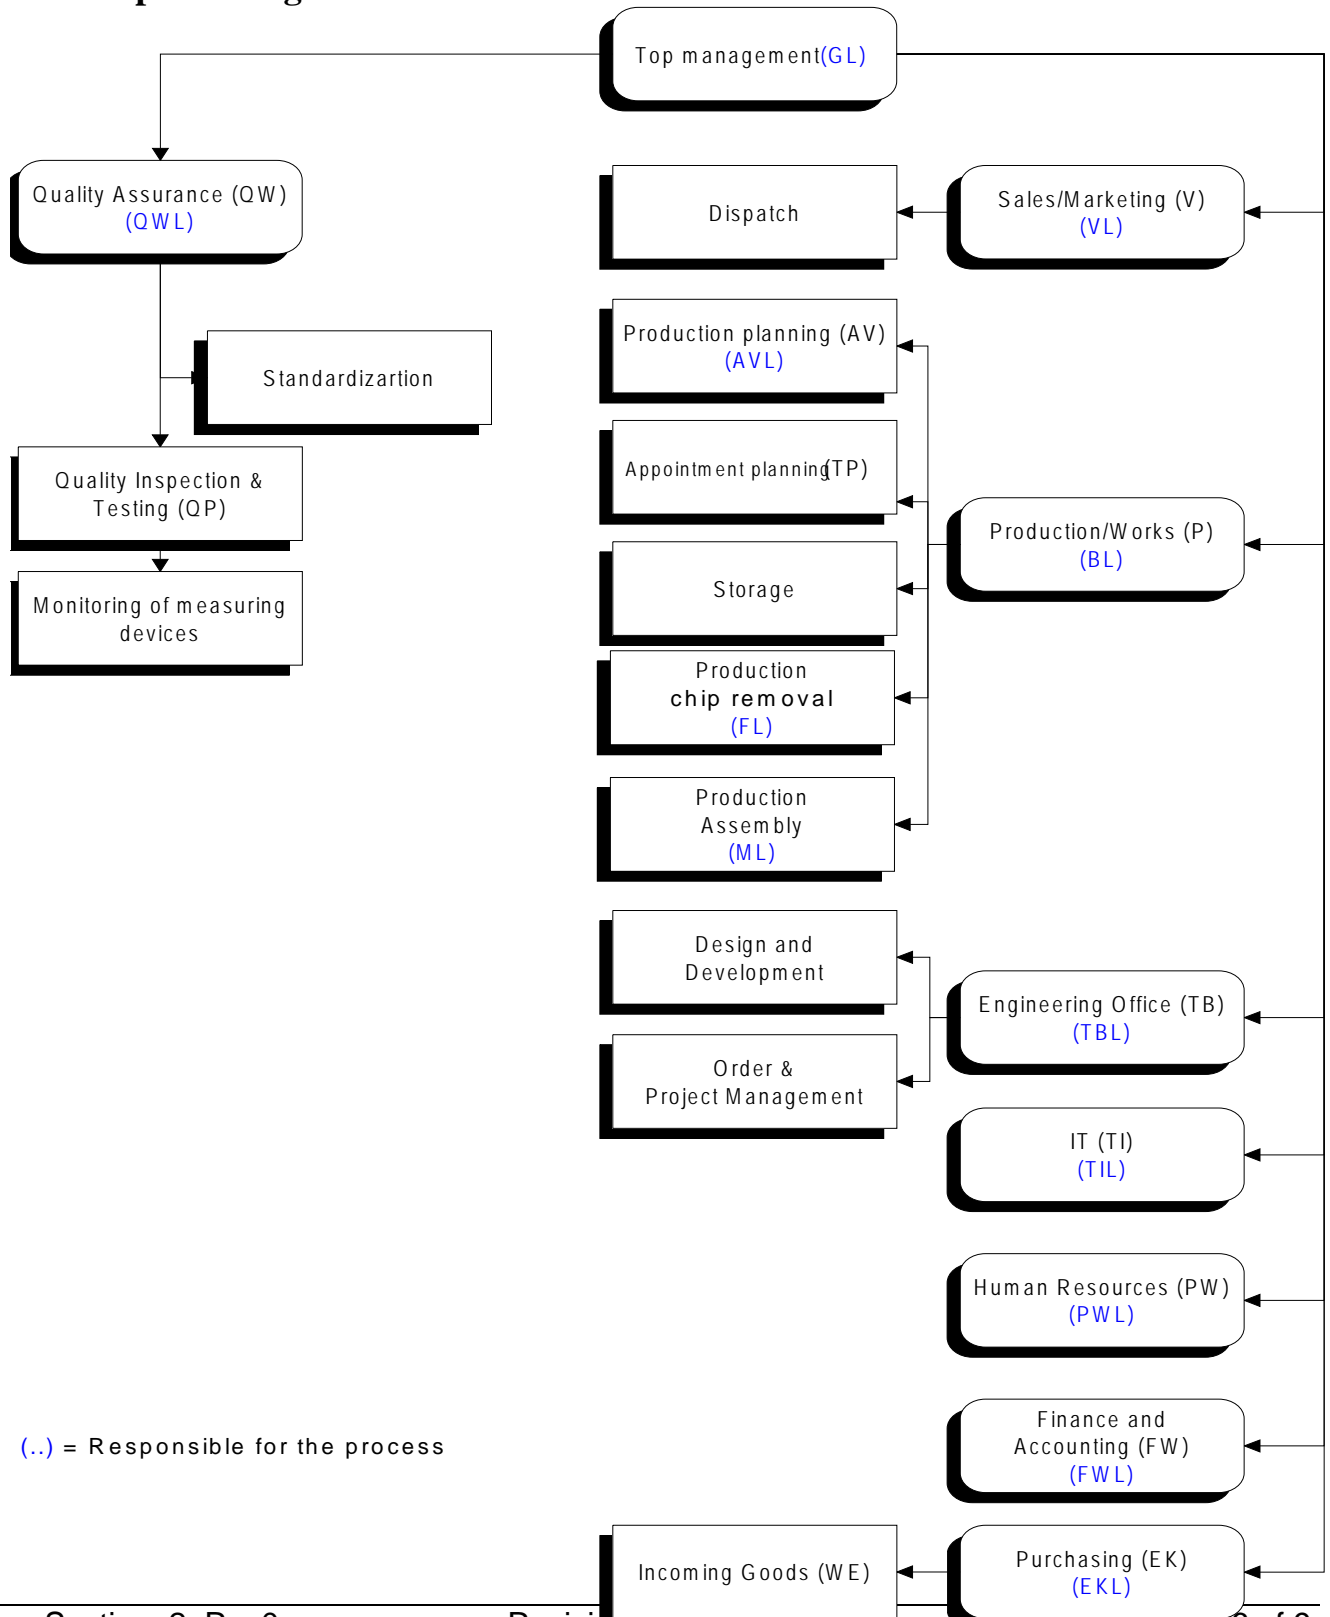 Top management(GL)
Quality Assurance (QW)
(QWL)
Dispatch
Sales/Marketing (V)
(VL)
Production planning (AV)
(AVL)
Standardizartion
Appointment planning(TP)
Quality Inspection &
Testing (QP)
Production/Works (P)
(BL)
Storage
Monitoring of measuring
devices
Production
chip removal
(FL)
Production
Assembly
(ML)
Design and
Development
Engineering Office (TB)
(TBL)
Order &
Project Management
IT (TI)
(TIL)
Human Resources (PW)
(PWL)
Finance and
Accounting (FW)
(FWL)
(..) = Responsible for the process
Incoming Goods (WE)
Purchasing (EK)
(EKL)